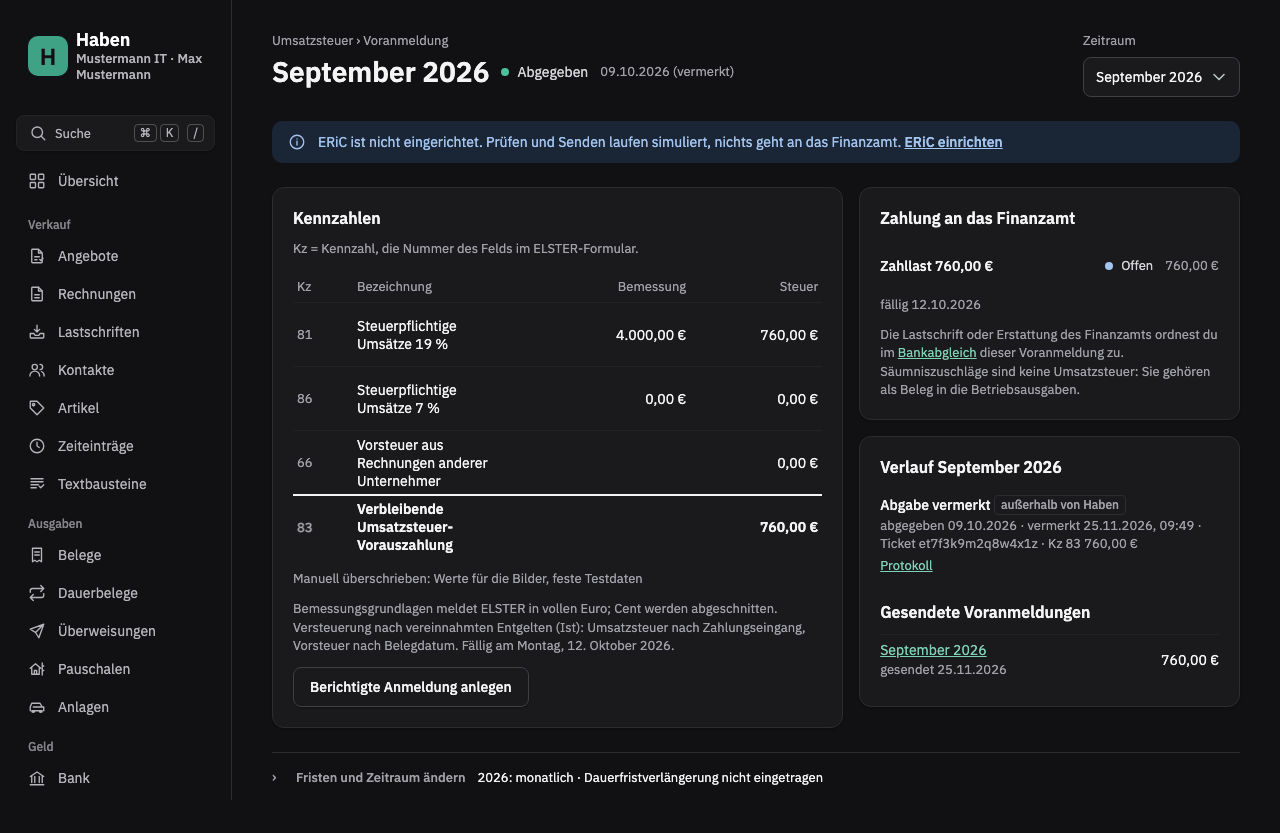 H
Haben
Mustermann IT · Max
Mustermann
Suche ⌘ K /
Übersicht
Verkauf
Angebote
Rechnungen
Lastschriften
Kontakte
Artikel
Zeiteinträge
Textbausteine
Ausgaben
Belege
Dauerbelege
Überweisungen
Pauschalen
Anlagen
Geld
Bank
Umsatzsteuer › Voranmeldung
September 2026 Abgegeben 09.10.2026 (vermerkt)
Zeitraum
September 2026
ERiC ist nicht eingerichtet. Prüfen und Senden laufen simuliert, nichts geht an das Finanzamt. ERiC einrichten
Kennzahlen
Kz = Kennzahl, die Nummer des Felds im ELSTER-Formular.
Kz Bezeichnung Bemessung Steuer
81 Steuerpflichtige Umsätze 19 % 4.000,00 € 760,00 €
86 Steuerpflichtige Umsätze 7 % 0,00 € 0,00 €
66 Vorsteuer aus Rechnungen anderer Unternehmer 0,00 €
83 Verbleibende Umsatzsteuer-Vorauszahlung 760,00 €
Manuell überschrieben: Werte für die Bilder, feste Testdaten
Bemessungsgrundlagen meldet ELSTER in vollen Euro; Cent werden abgeschnitten.
Versteuerung nach vereinnahmten Entgelten (Ist): Umsatzsteuer nach Zahlungseingang,
Vorsteuer nach Belegdatum. Fällig am Montag, 12. Oktober 2026.
Berichtigte Anmeldung anlegen
Zahlung an das Finanzamt
Zahllast 760,00 € Offen 760,00 €
fällig 12.10.2026
Die Lastschrift oder Erstattung des Finanzamts ordnest du
im Bankabgleich dieser Voranmeldung zu.
Säumniszuschläge sind keine Umsatzsteuer: Sie gehören
als Beleg in die Betriebsausgaben.
Verlauf September 2026
Abgabe vermerkt außerhalb von Haben
abgegeben 09.10.2026 · vermerkt 25.11.2026, 09:49 ·
Ticket et7f3k9m2q8w4x1z · Kz 83 760,00 €
Protokoll
Gesendete Voranmeldungen
September 2026
gesendet 25.11.2026
760,00 €
› Fristen und Zeitraum ändern 2026: monatlich · Dauerfristverlängerung nicht eingetragen